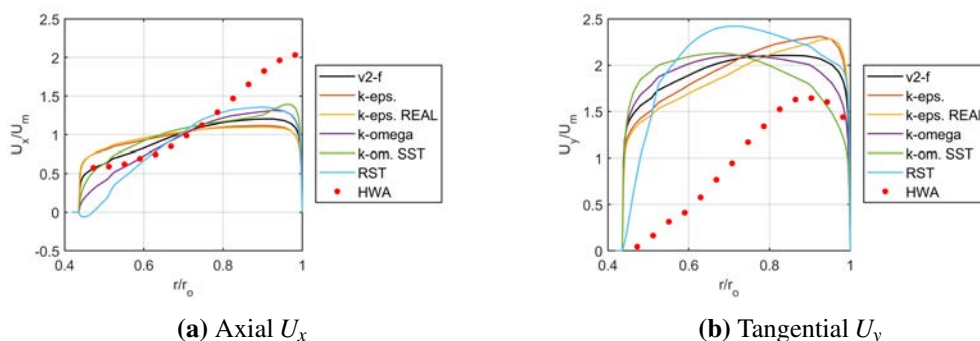 2.5
2
1.5
1
0.5
0
-0.5
0.4
0.6
0.8
1
U_x/U_m
r/r_o
v2-f
k-eps.
k-eps. REAL
k-omega
k-om. SST
RST
HWA
(a) Axial U_x
2.5
2
1.5
1
0.5
0
0.4
0.6
0.8
1
U_y/U_m
r/r_o
v2-f
k-eps.
k-eps. REAL
k-omega
k-om. SST
RST
HWA
(b) Tangential U_y